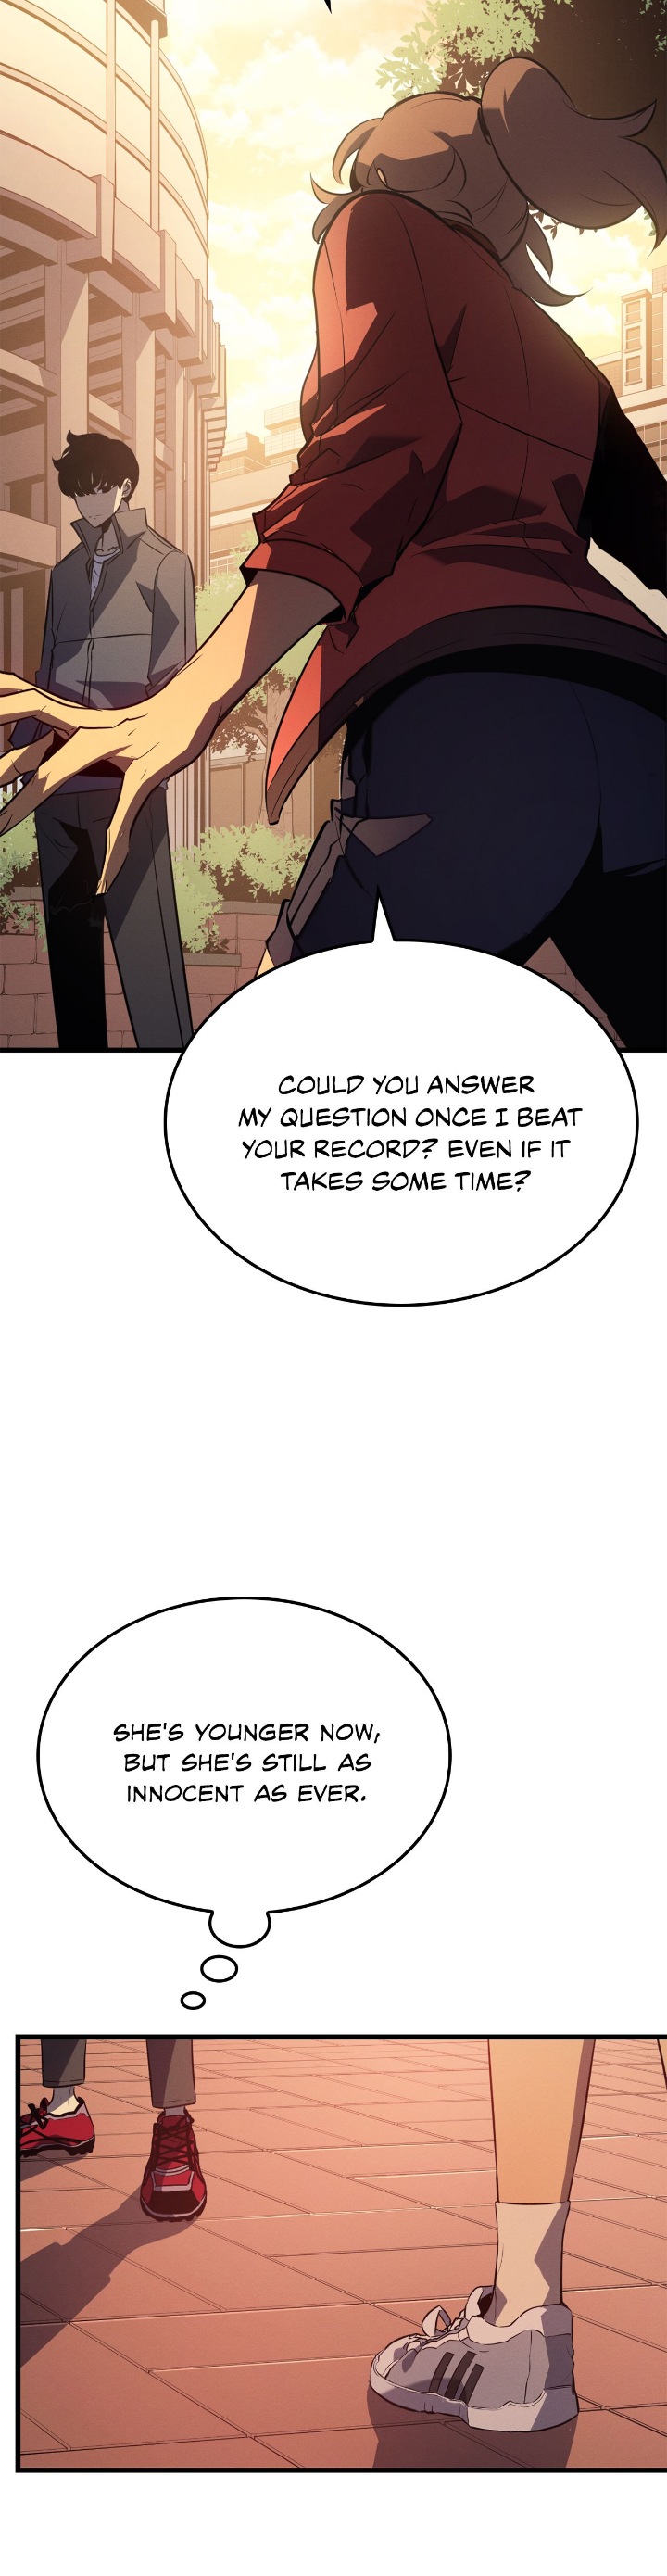 COULD YOU ANSWER
MY QUESTION ONCE I BEAT
YOUR RECORD? EVEN IF IT
TAKES SOME TIME?
SHE'S YOUNGER NOW,
BUT SHE'S STILL AS
INNOCENT AS EVER.